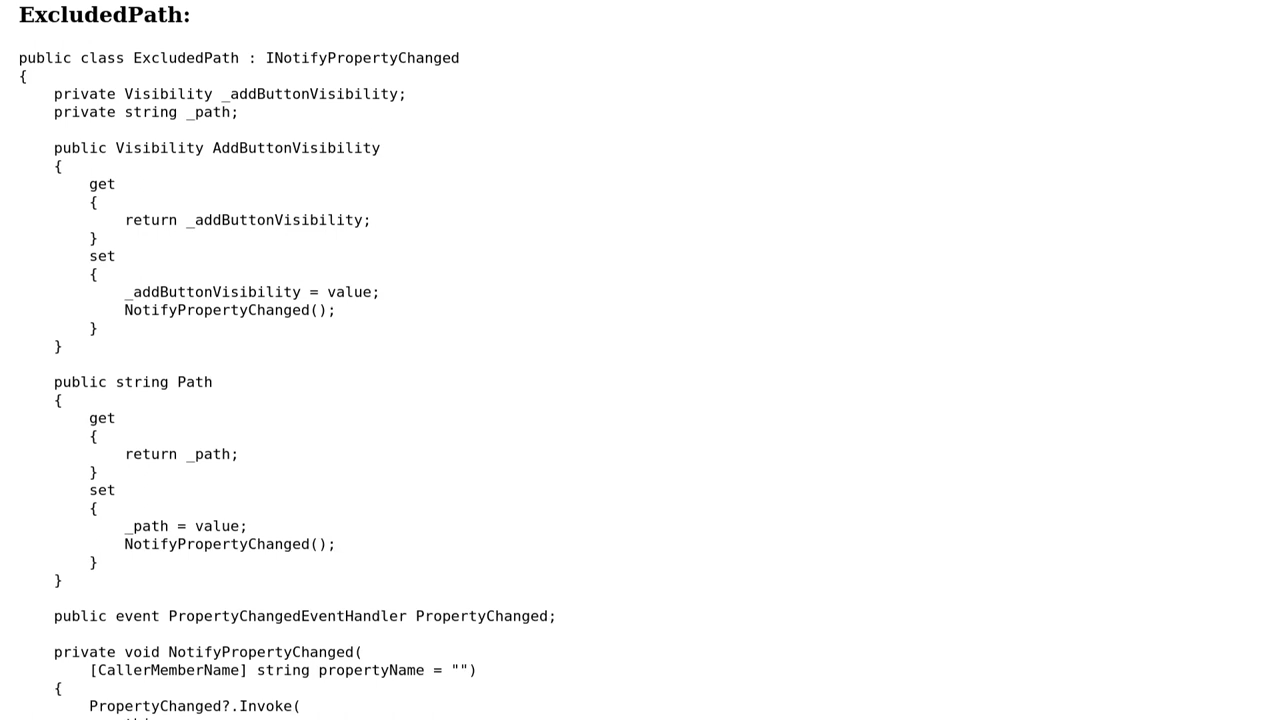 ExcludedPath:
public class ExcludedPath : INotifyPropertyChanged
{
    private Visibility _addButtonVisibility;
    private string _path;

    public Visibility AddButtonVisibility
    {
        get
        {
            return _addButtonVisibility;
        }
        set
        {
            _addButtonVisibility = value;
            NotifyPropertyChanged();
        }
    }

    public string Path
    {
        get
        {
            return _path;
        }
        set
        {
            _path = value;
            NotifyPropertyChanged();
        }
    }

    public event PropertyChangedEventHandler PropertyChanged;

    private void NotifyPropertyChanged(
        [CallerMemberName] string propertyName = "")
    {
        PropertyChanged?.Invoke(